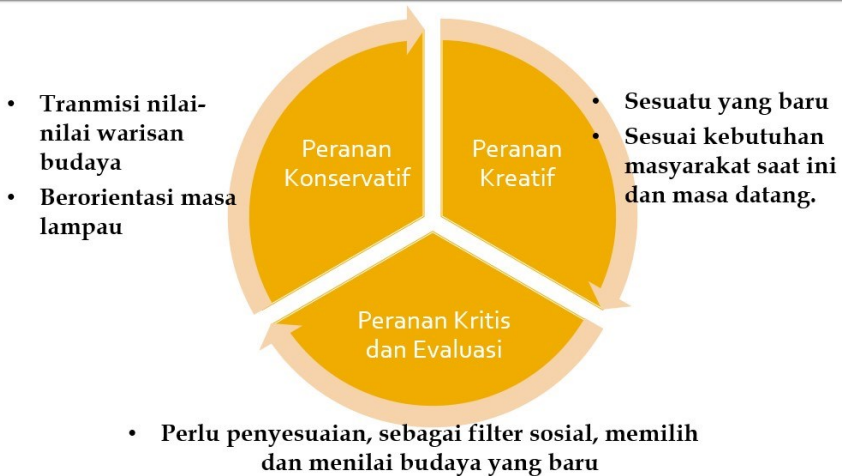 • Tranmisi nilai-
nilai warisan
budaya
• Berorientasi masa
lampau
Peranan
Konservatif
Peranan
Kreatif
• Sesuatu yang baru
• Sesuai kebutuhan
masyarakat saat ini
dan masa datang.
Peranan Kritis
dan Evaluasi
• Perlu penyesuaian, sebagai filter sosial, memilih
dan menilai budaya yang baru